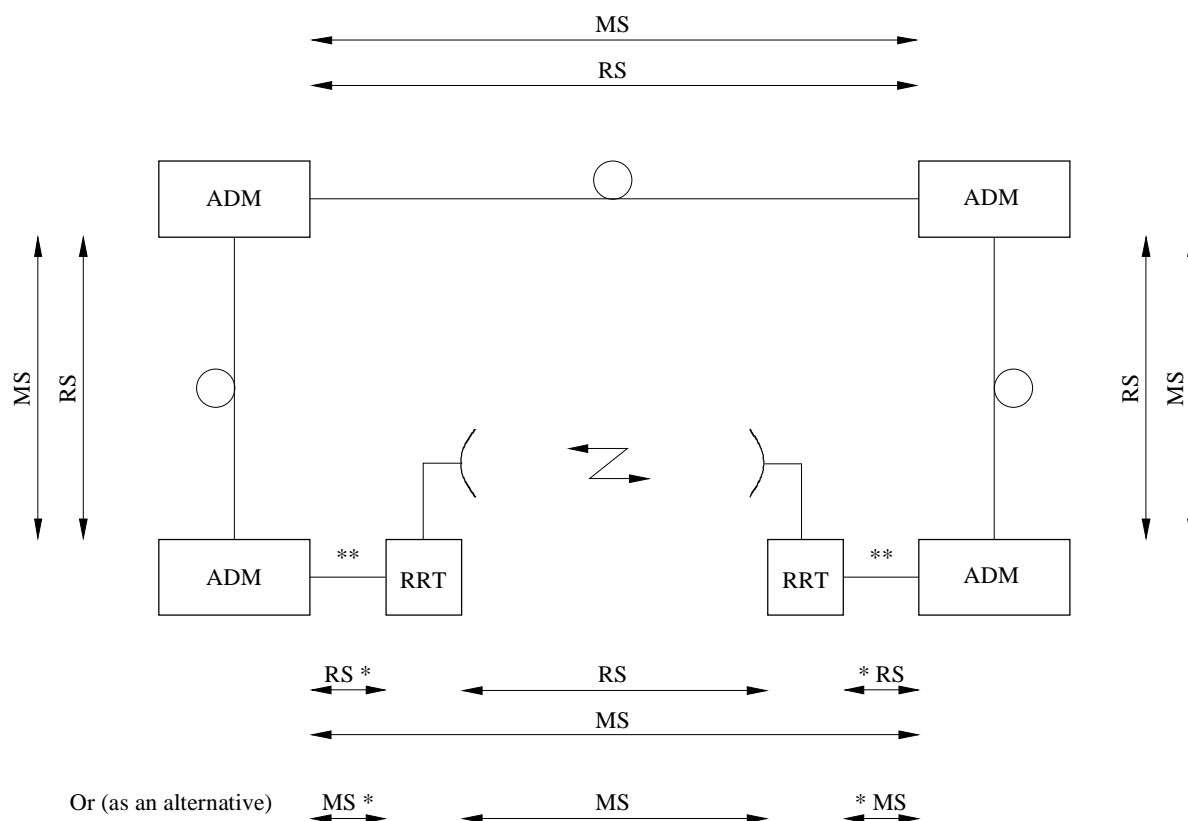 MS
RS
ADM
ADM
MS
RS
RS
MS
ADM
**
RRT
RRT
**
ADM
RS *
RS
* RS
MS
Or (as an alternative)
MS *
MS
* MS